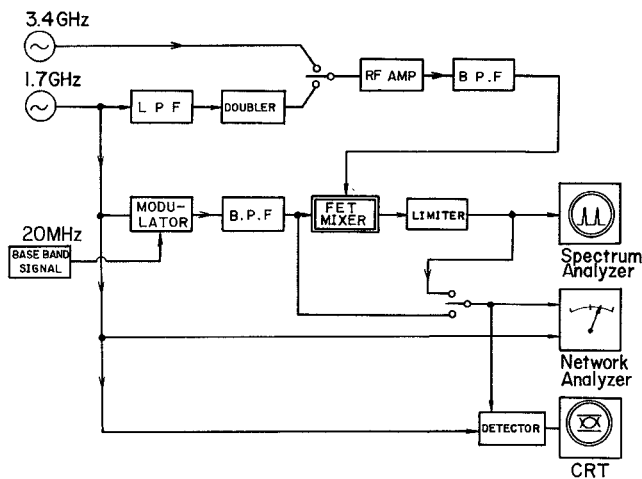 3.4GHz
1.7GHz
L P F
DOUBLER
RF AMP
B P.F
MODU-
LATOR
B.P.F
FET
MIXER
LIMITER
20MHz
BASE BAND
SIGNAL
Spectrum
Analyzer
Network
Analyzer
DETECTOR
CRT